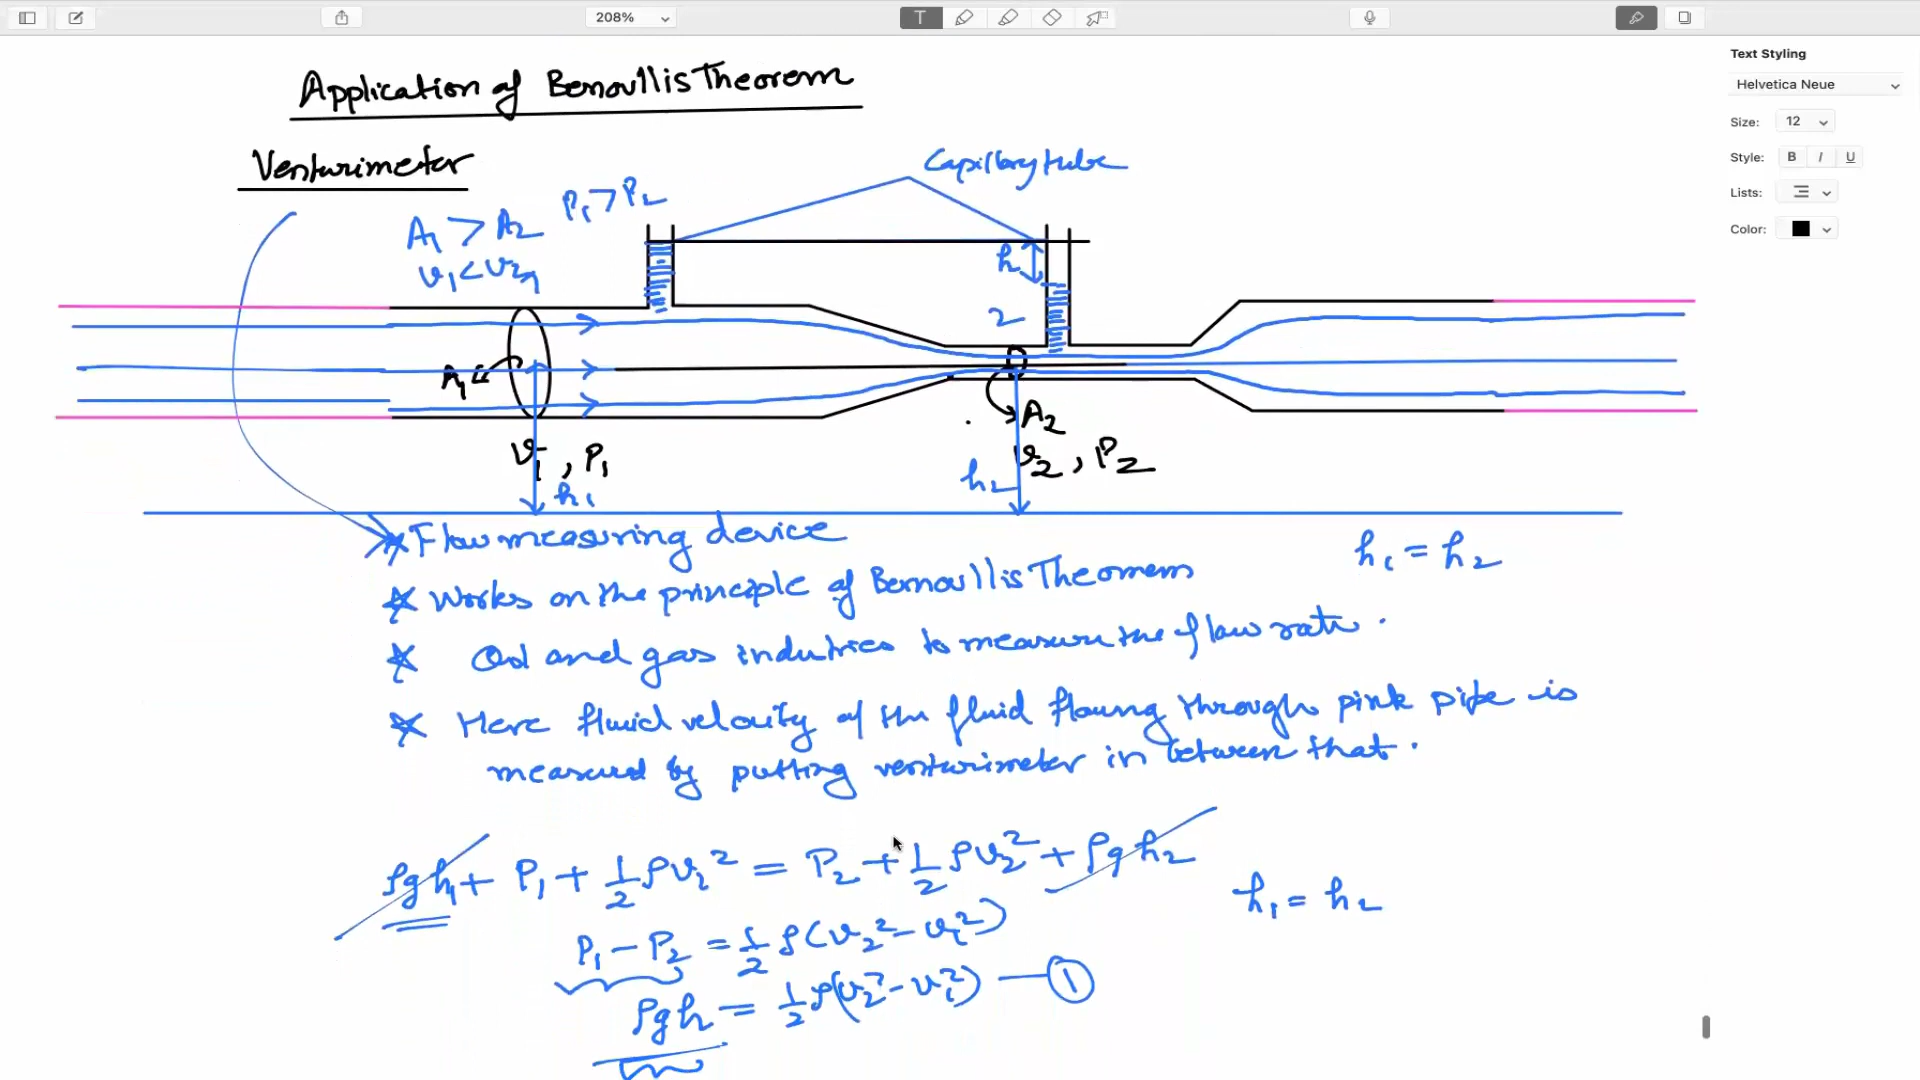 208%
T
Text Styling
Helvetica Neue
Size: 12
Style: B I U
Lists:
Color:
Application of Bernoullis Theorem
Venturimeter
Capillary tube
A₁ > A₂ P₁ > P₂
v₁ < v₂
h
2
A₁
A₂
v₁, P₁
v₂, P₂
h₁
h₂
h₁ = h₂
* Flow measuring device
* Works on the principle of Bernoullis Theorem
* Oil and gas industries to measure the flow rate.
* Here fluid velocity of the fluid flowing through pink pipe is
measured by putting venturimeter in between that.
ρgh₁ + P₁ + 1/2 ρv₁² = P₂ + 1/2 ρv₂² + ρgh₂
h₁ = h₂
P₁ - P₂ = 1/2 ρ(v₂² - v₁²)
ρgh = 1/2 ρ(v₂² - v₁²) — ①